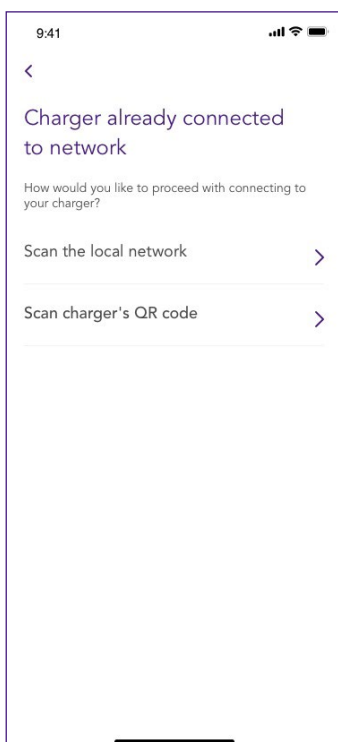 9:41
Charger already connected
to network
How would you like to proceed with connecting to
your charger?
Scan the local network
Scan charger's QR code